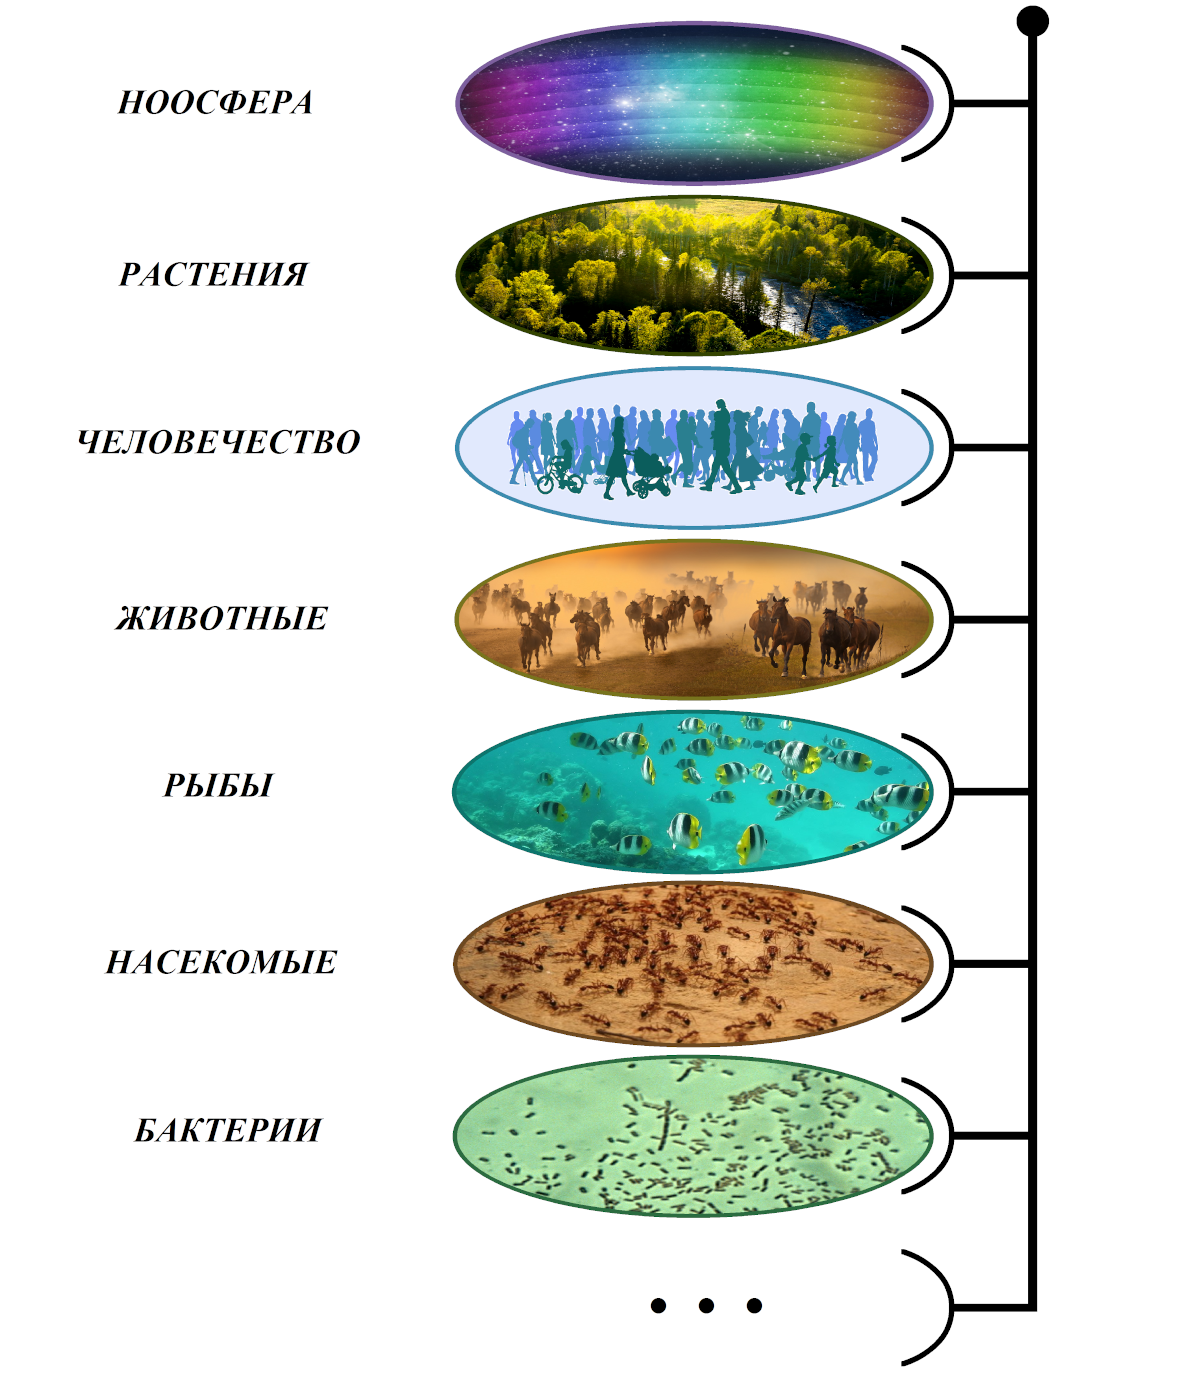 НООСФЕРА
РАСТЕНИЯ
ЧЕЛОВЕЧЕСТВО
ЖИВОТНЫЕ
РЫБЫ
НАСЕКОМЫЕ
БАКТЕРИИ
...